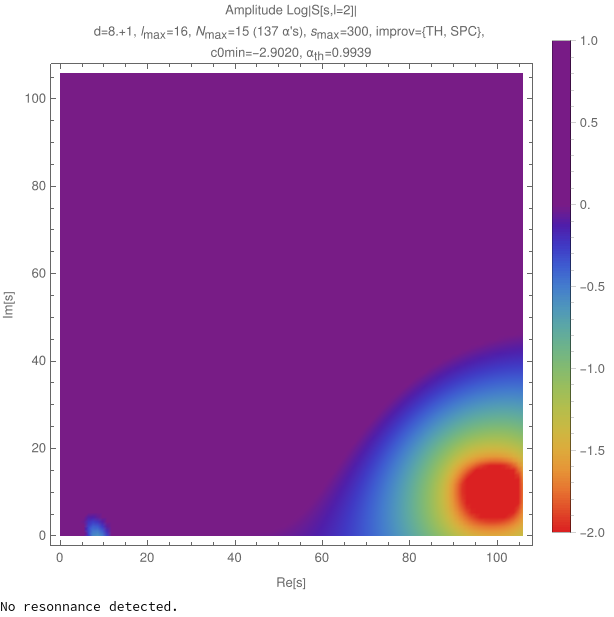 Amplitude Log|S[s,l=2]|
d=8.+1, lmax=16, Nmax=15 (137 α's), smax=300, improv={TH, SPC},
c0min=−2.9020, αth=0.9939
1.0
0.5
0.
−0.5
−1.0
−1.5
−2.0
100
80
60
40
20
0
Im[s]
0 20 40 60 80 100
Re[s]
No resonnance detected.